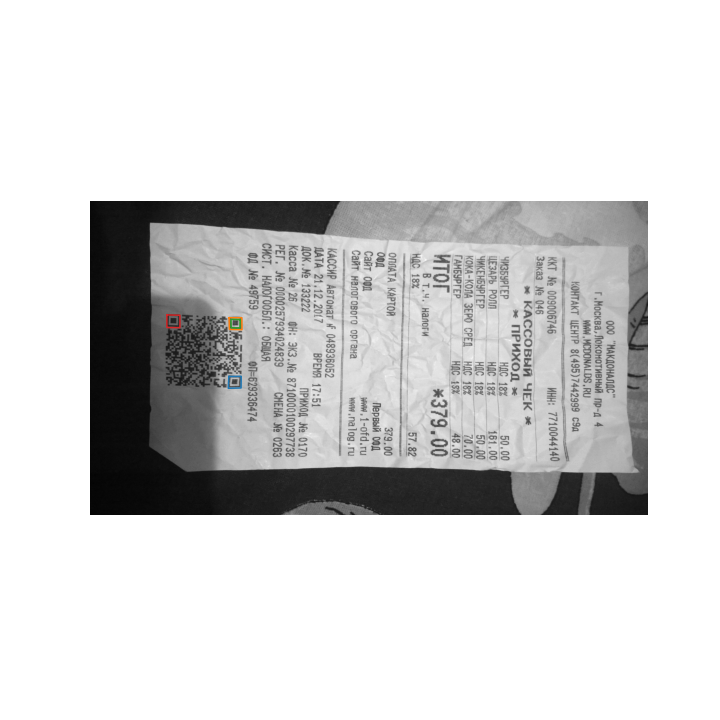 ООО "МАКДОНАЛДС"
г.Москва,Локомотивный пр-д 4
WWW.MCDONALDS.RU
КОНТАКТ ЦЕНТР 8(495)7442999 с9д
ККТ № 009006746 ИНН: 7710044140
Заказ № 046
* КАССОВЫЙ ЧЕК *
* ПРИХОД *
ЧИЗБУРГЕР НДС 18% 50.00
ЦЕЗАРЬ РОЛЛ НДС 18% 161.00
ЧИКЕНБУРГЕР НДС 18% 50.00
КОКА-КОЛА ЗЕРО СРЕД НДС 18% 70.00
ГАМБУРГЕР НДС 18% 48.00
ИТОГ *379.00
В т.ч. налоги
НДС 18% 57.82
ОПЛАТА КАРТОЙ 379.00
ОФД Первый ОФД
Сайт ОФД www.1-ofd.ru
Сайт налогового органа www.nalog.ru
КАССИР Автомат № 048936052
ДАТА 21.12.2017 ВРЕМЯ 17:51
ДОК.№ 133222 ПРИХОД № 0170
Касса № 26 ФН: ЭКЗ.№ 8710000100297738
РЕГ. № 0000257934024839 СМЕНА № 0263
СИСТ. НАЛОГООБЛ.: ОБЩАЯ
ФД № 49759 ФП=629336474